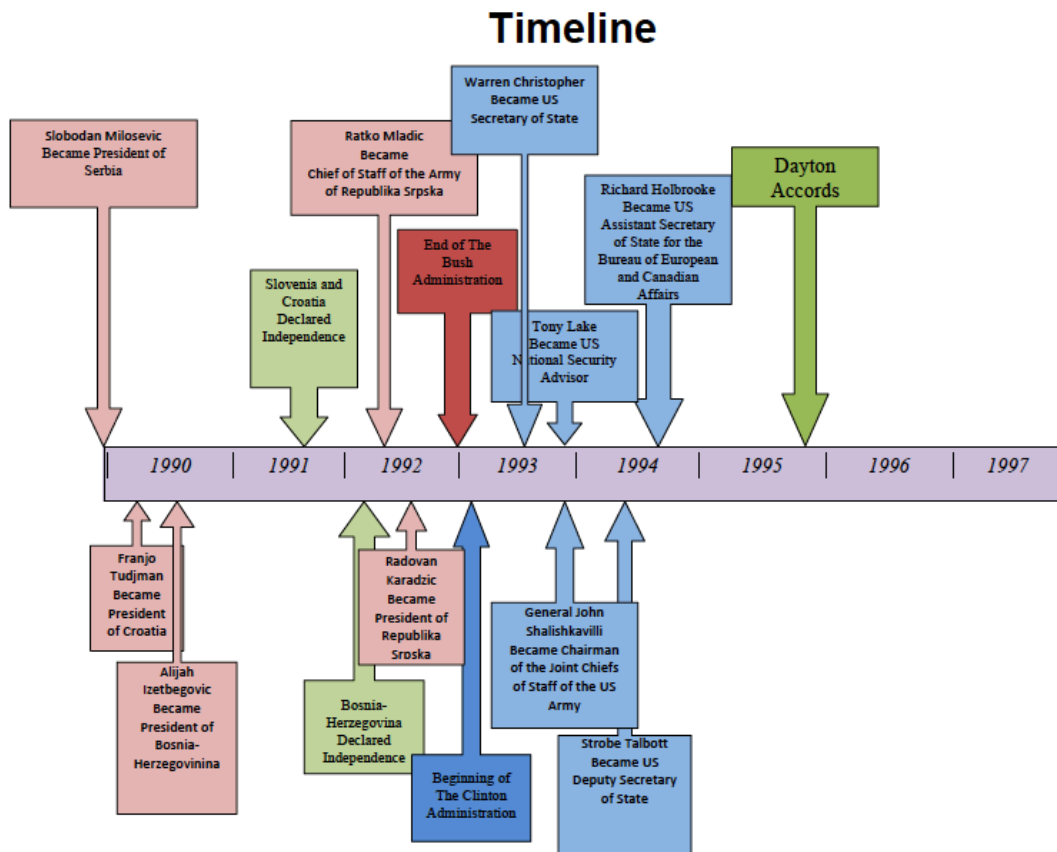 Timeline
Slobodan Milosevic
Became President of
Serbia
Ratko Mladic
Became
Chief of Staff of the Army
of Republika Srpska
Warren Christopher
Became US
Secretary of State
Slovenia and
Croatia
Declared
Independence
End of The
Bush
Administration
Tony Lake
Became US
National Security
Advisor
Richard Holbrooke
Became US
Assistant Secretary
of State for the
Bureau of European
and Canadian
Affairs
Dayton
Accords
1990
1991
1992
1993
1994
1995
1996
1997
Franjo
Tudjman
Became
President
of Croatia
Alijah
Izetbegovic
Became
President of
Bosnia-
Herzegovinina
Bosnia-
Herzegovina
Declared
Independence
Radovan
Karadzic
Became
President of
Republika
Srpska
Beginning of
The Clinton
Administration
General John
Shalishkavilli
Became Chairman
of the Joint Chiefs
of Staff of the US
Army
Strobe Talbott
Became US
Deputy Secretary
of State